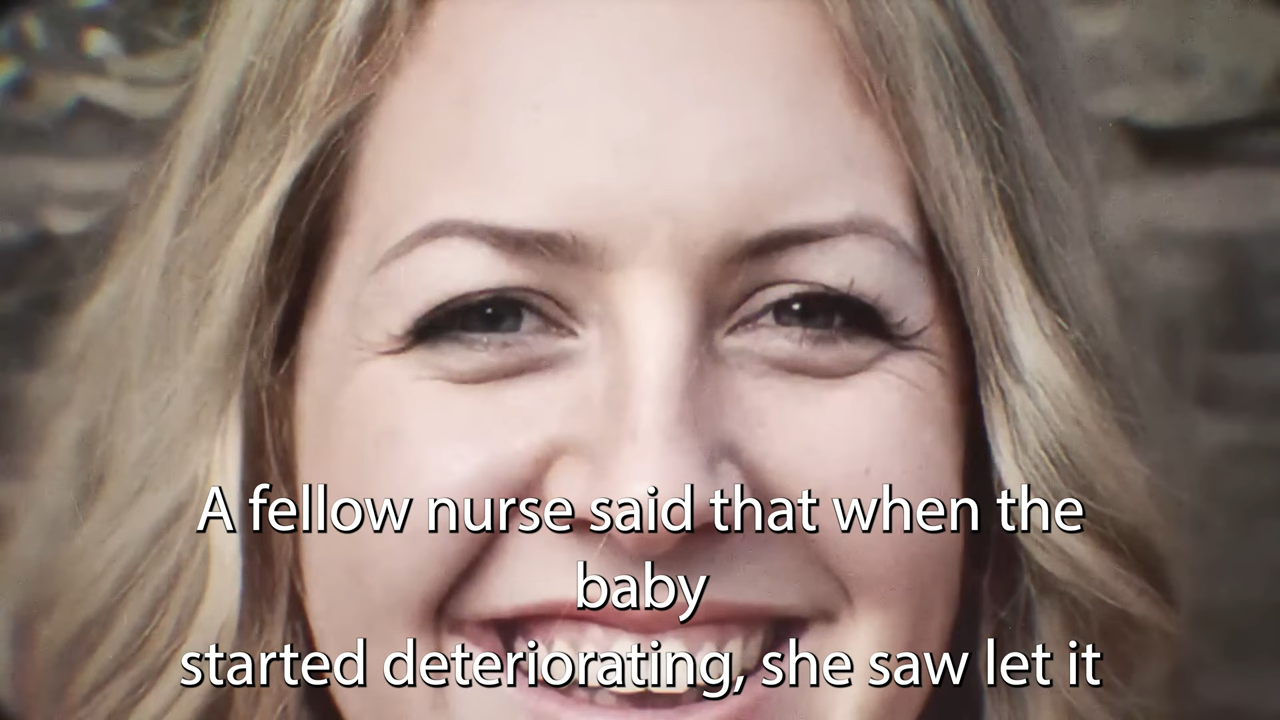 A fellow nurse said that when the
baby
started deteriorating, she saw let it